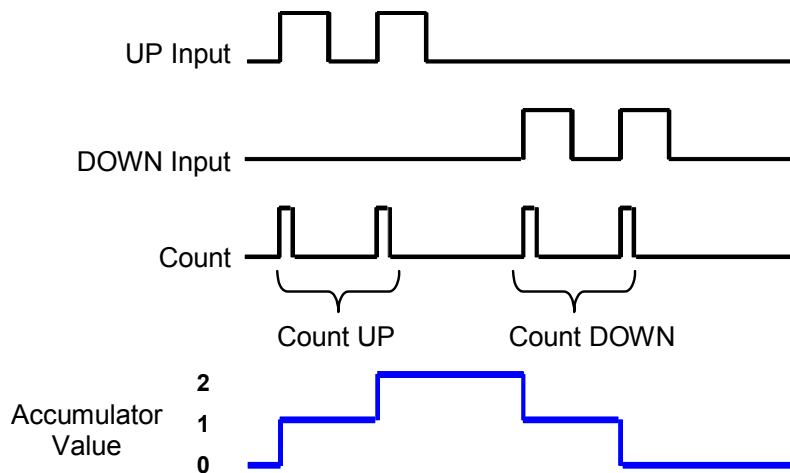 UP Input
DOWN Input
Count
Count UP
Count DOWN
2
Accumulator
1
Value
0